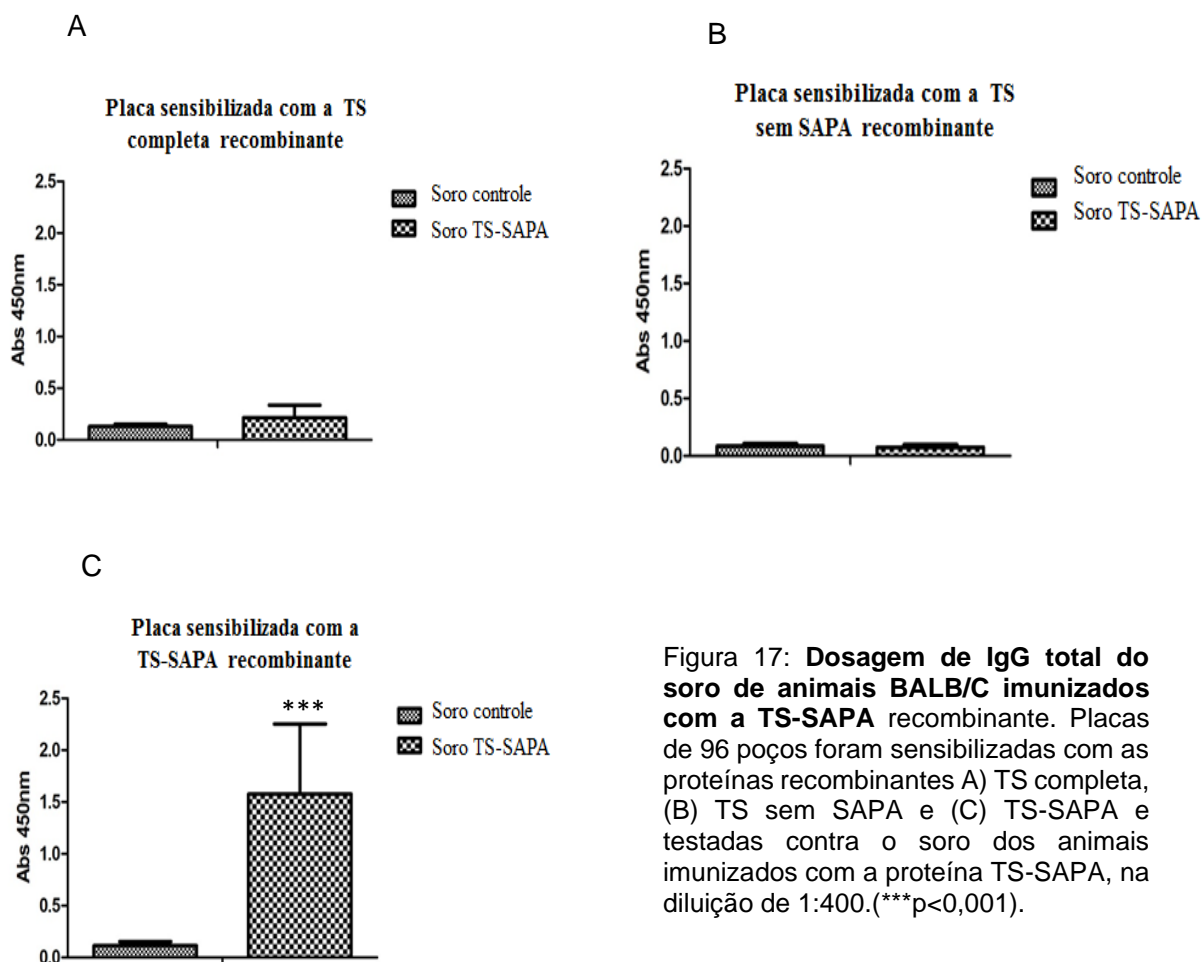 A
Placa sensibilizada com a TS
completa recombinante
2.5
2.0
1.5
1.0
0.5
0.0
Abs 450nm
Soro controle
Soro TS-SAPA
B
Placa sensibilizada com a TS
sem SAPA recombinante
2.5
2.0
1.5
1.0
0.5
0.0
Abs 450nm
Soro controle
Soro TS-SAPA
C
Placa sensibilizada com a
TS-SAPA recombinante
2.5
2.0
1.5
1.0
0.5
0.0
Abs 450nm
***
Soro controle
Soro TS-SAPA
Figura 17: Dosagem de IgG total do
soro de animais BALB/C imunizados
com a TS-SAPA recombinante. Placas
de 96 poços foram sensibilizadas com as
proteínas recombinantes A) TS completa,
(B) TS sem SAPA e (C) TS-SAPA e
testadas contra o soro dos animais
imunizados com a proteína TS-SAPA, na
diluição de 1:400.(***p<0,001).